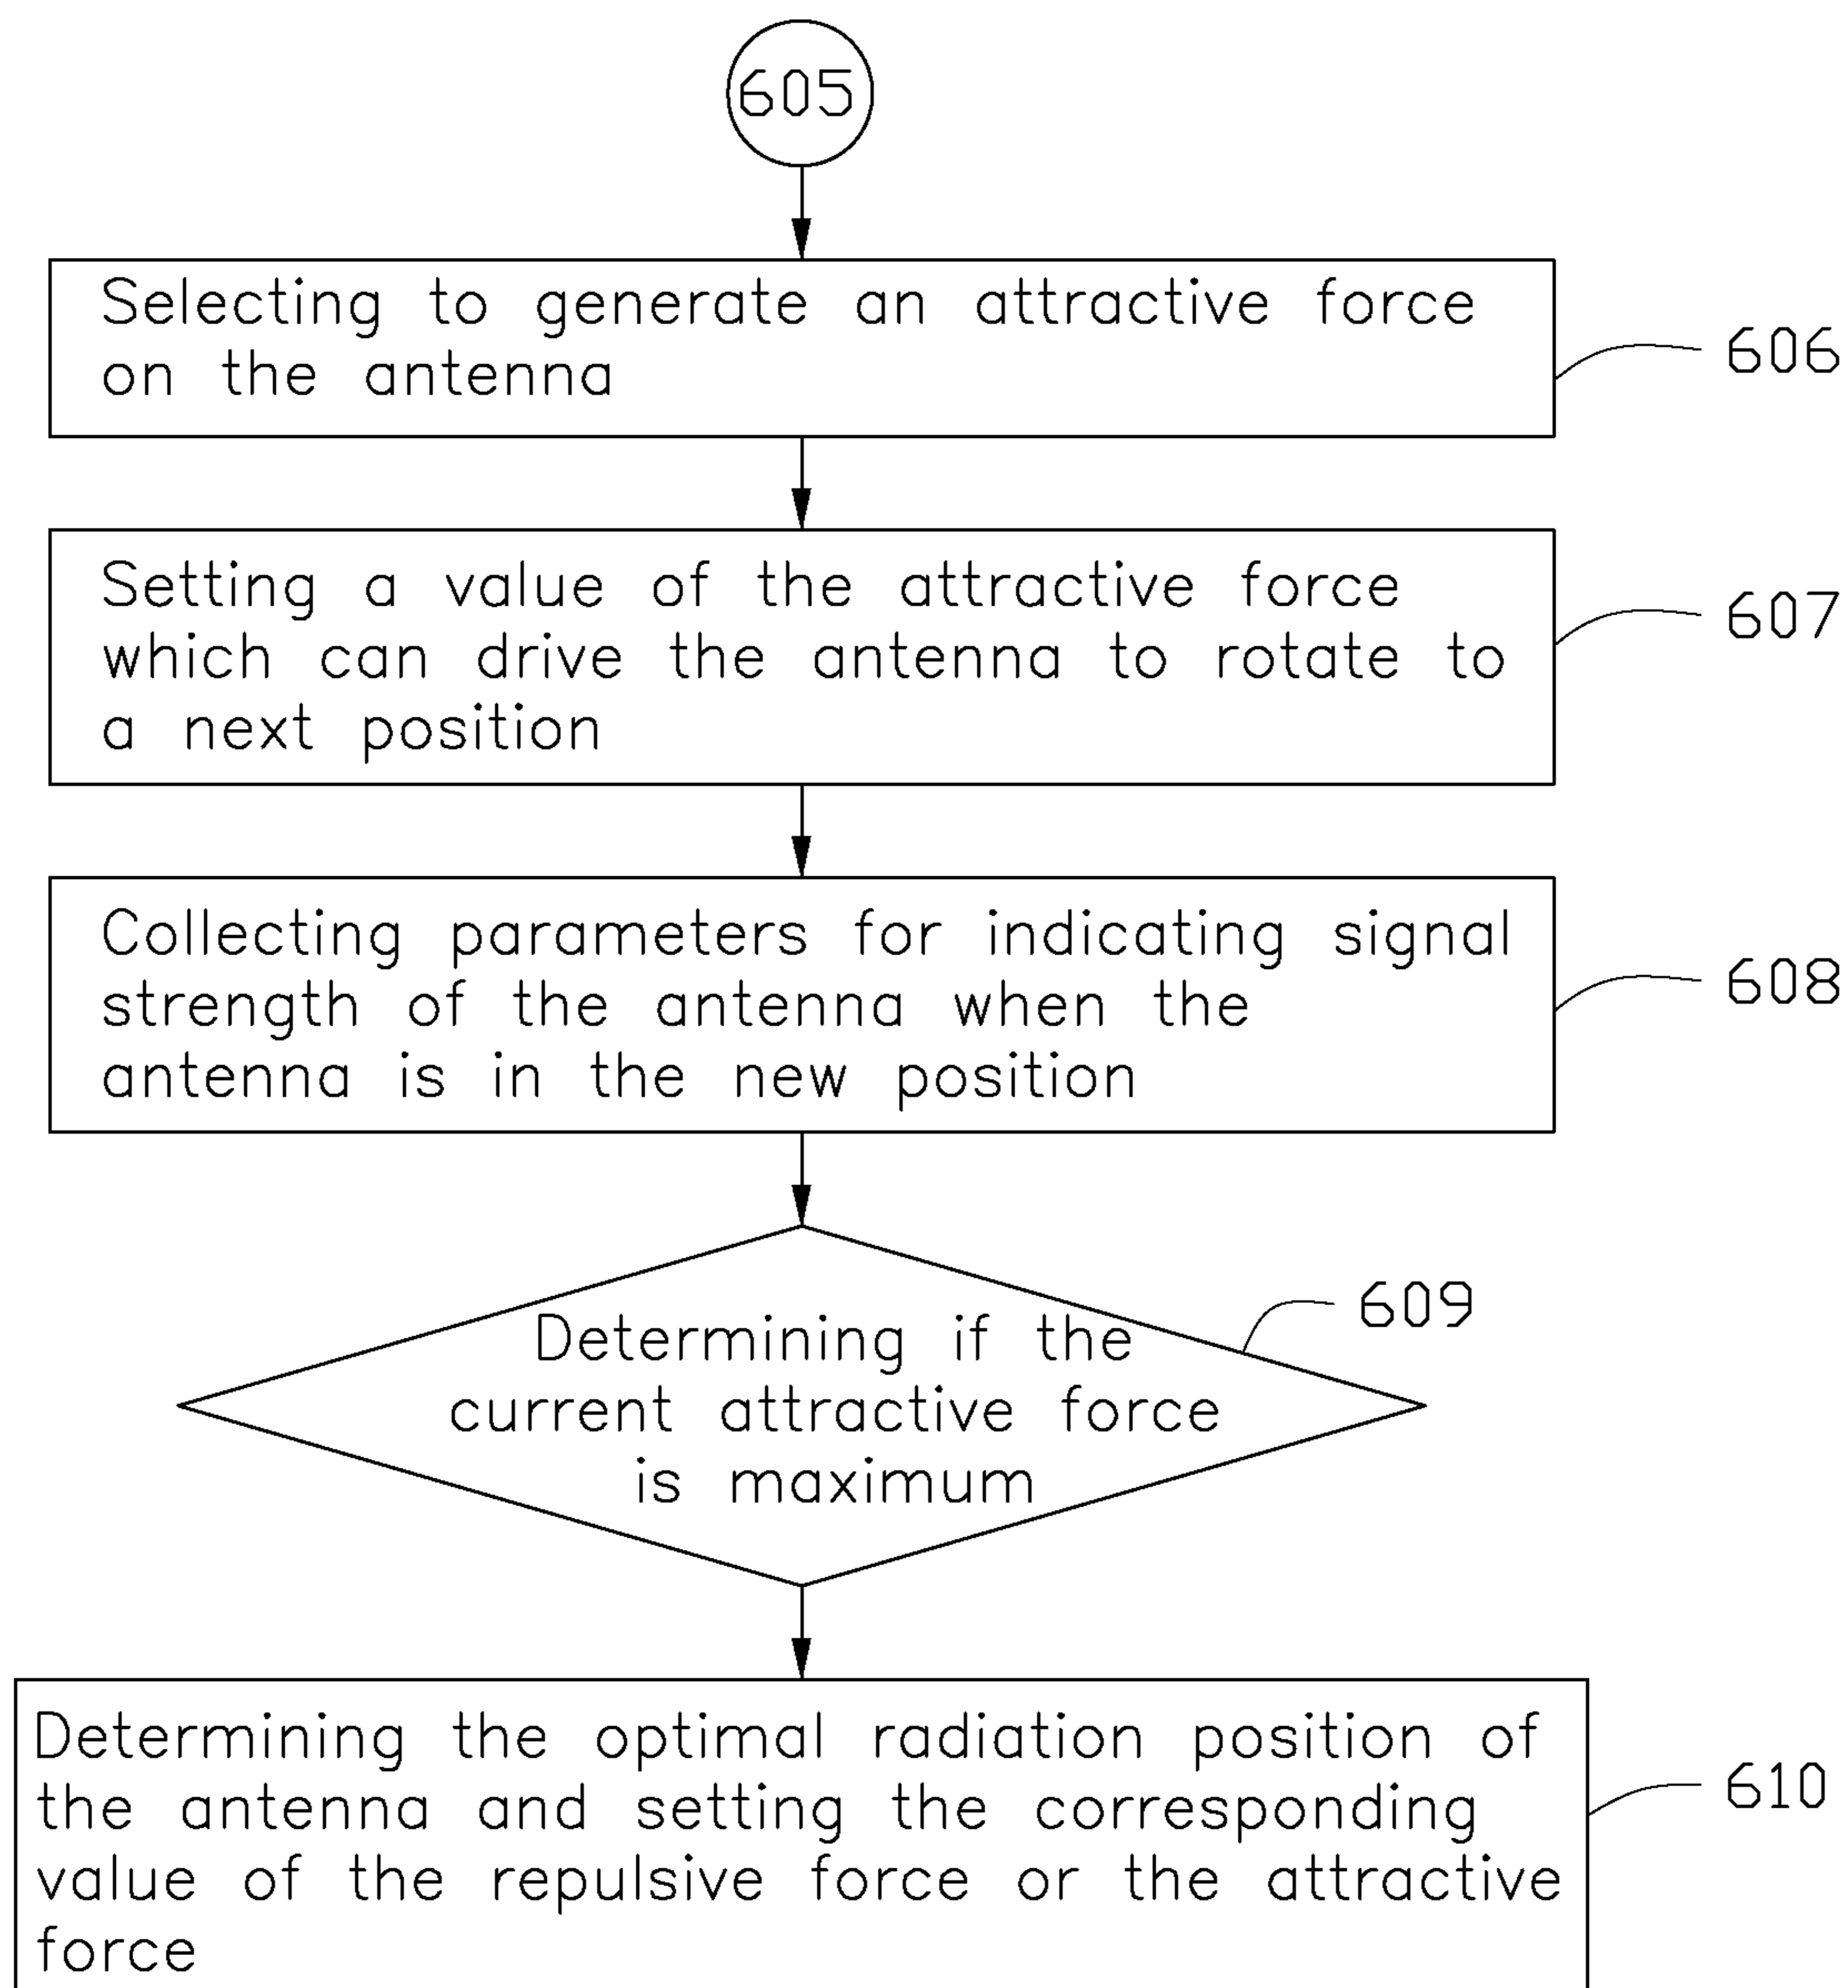 605
Selecting to generate an attractive force
on the antenna
606
Setting a value of the attractive force
which can drive the antenna to rotate to
a next position
607
Collecting parameters for indicating signal
strength of the antenna when the
antenna is in the new position
608
Determining if the
current attractive force
is maximum
609
Determining the optimal radiation position of
the antenna and setting the corresponding
value of the repulsive force or the attractive
force
610